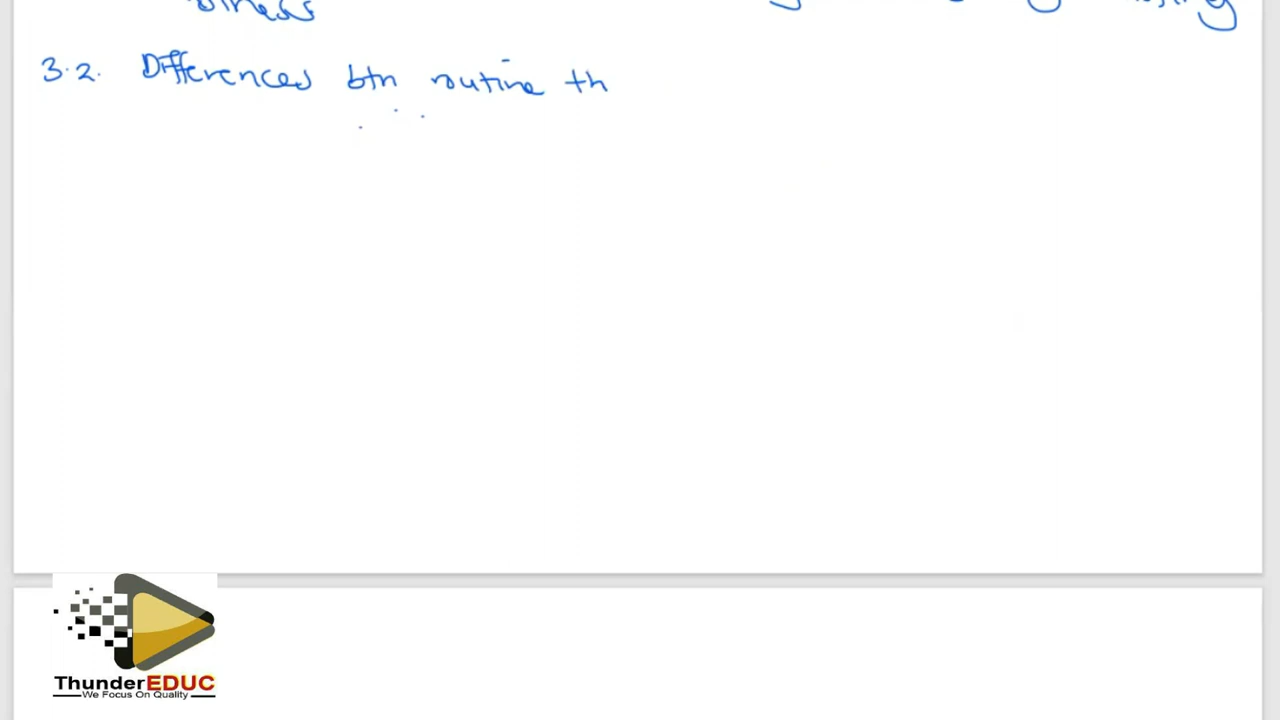 3.2. Differences btn routine th
ThunderEDUC
We Focus On Quality